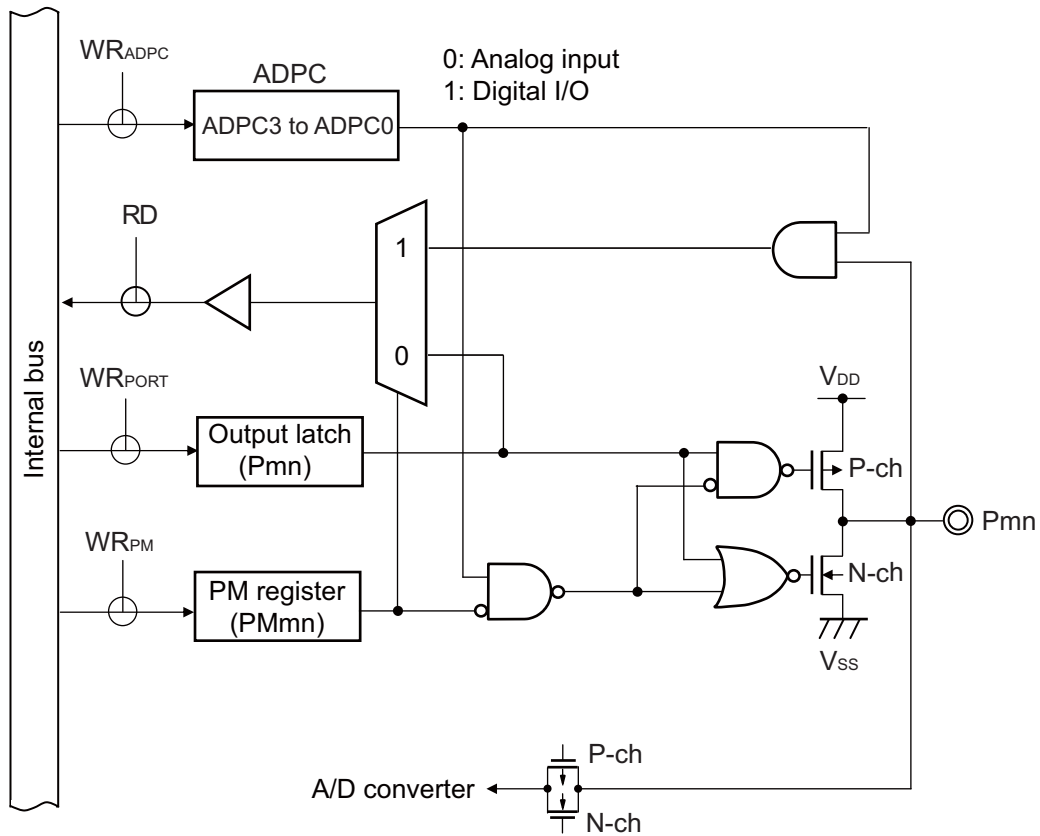 WRADPC
ADPC
0: Analog input
1: Digital I/O
ADPC3 to ADPC0
RD
1
0
WRPORT
VDD
Internal bus
Output latch
(Pmn)
P-ch
Pmn
WRPM
N-ch
PM register
(PMmn)
VSS
P-ch
A/D converter
N-ch